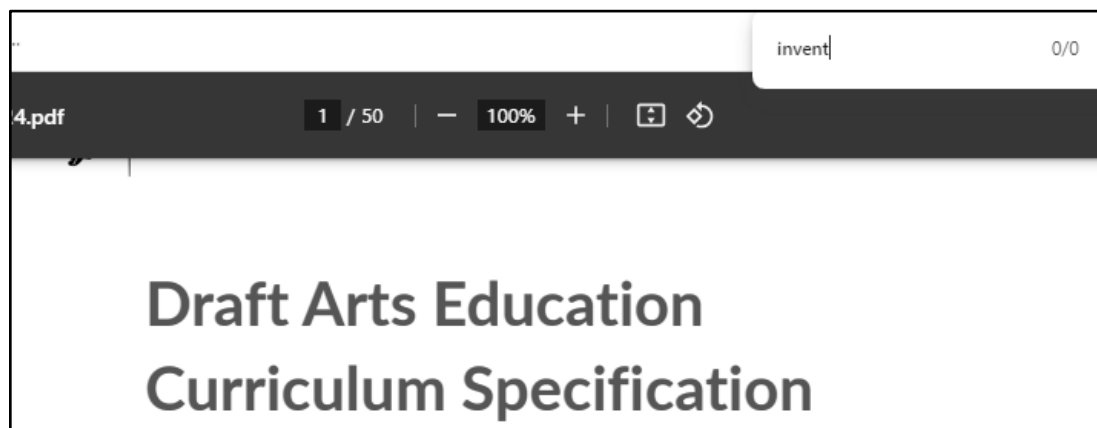 ..
invent 0/0
4.pdf 1 / 50 100%
Draft Arts Education
Curriculum Specification